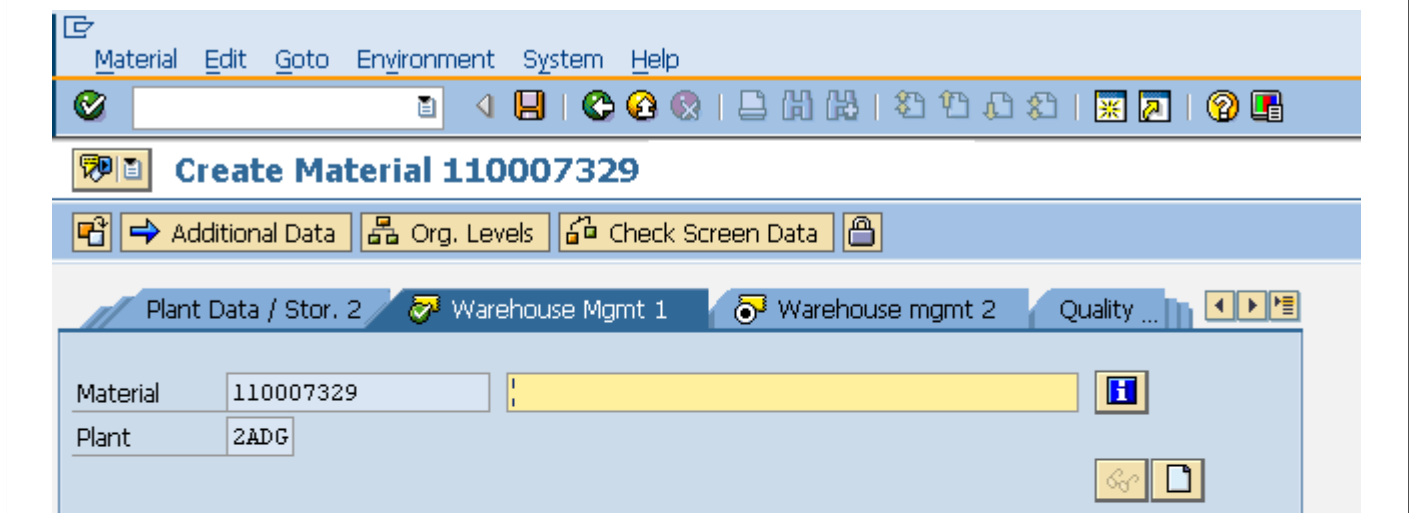 Material Edit Goto Environment System Help
Create Material 110007329
Additional Data Org. Levels Check Screen Data
Plant Data / Stor. 2 Warehouse Mgmt 1 Warehouse mgmt 2 Quality ...
Material 110007329
Plant 2ADG